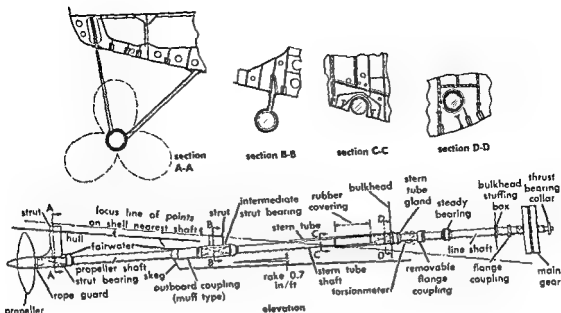 section
A-A
section B-B
section C-C
section D-D
strut
A
focus line of points
on shell nearest shaft
hull
fairwater
B
strut
intermediate
strut bearing
rubber
covering
stern tube
C
bulkhead
D
stern
tube
gland
steady
bearing
bulkhead
stuffing
box
thrust
bearing
collar
A
propeller shaft
strut bearing
skeg
rope guard
propeller
outboard coupling
(muff type)
B
rake 0.7
in/ft
C
stern tube
shaft
D
torsionmeter
line shaft
removable
flange
coupling
flange
coupling
main
gear
elevation